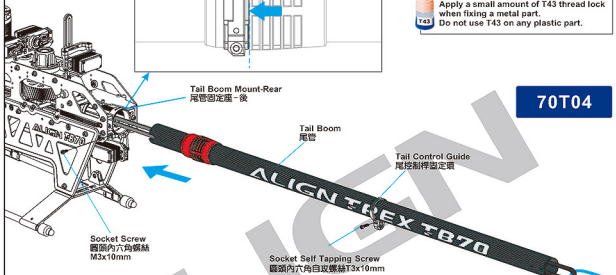 Apply a small amount of T43 thread lock
when fixing a metal part.
T43
Do not use T43 on any plastic part.
70T04
Tail Boom Mount-Rear
尾管固定座-後
Tail Boom
尾管
Tail Control Guide
尾控制桿固定環
ALIGN TB70
ALIGN TREX TB70
Socket Screw
圓頭內六角螺絲
M3x10mm
Socket Self Tapping Screw
圓頭內六角自攻螺絲T3x10mm